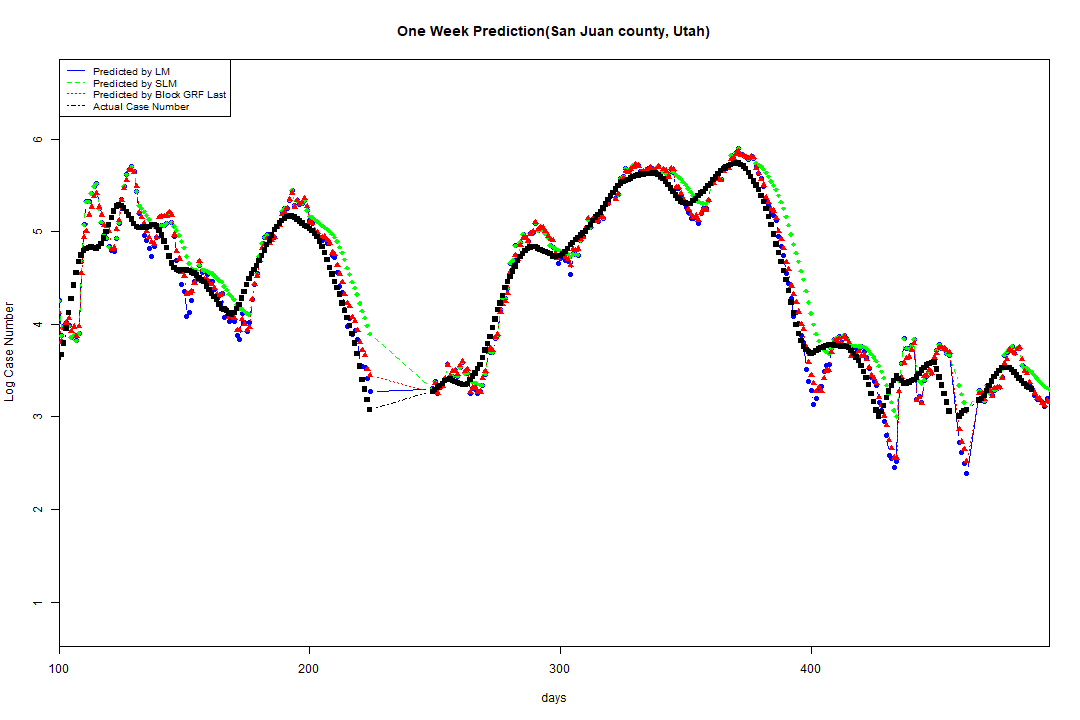 One Week Prediction(San Juan county, Utah)
Predicted by LM
Predicted by SLM
Predicted by Block GRF Last
Actual Case Number
6
5
4
3
2
1
Log Case Number
100 200 300 400
days